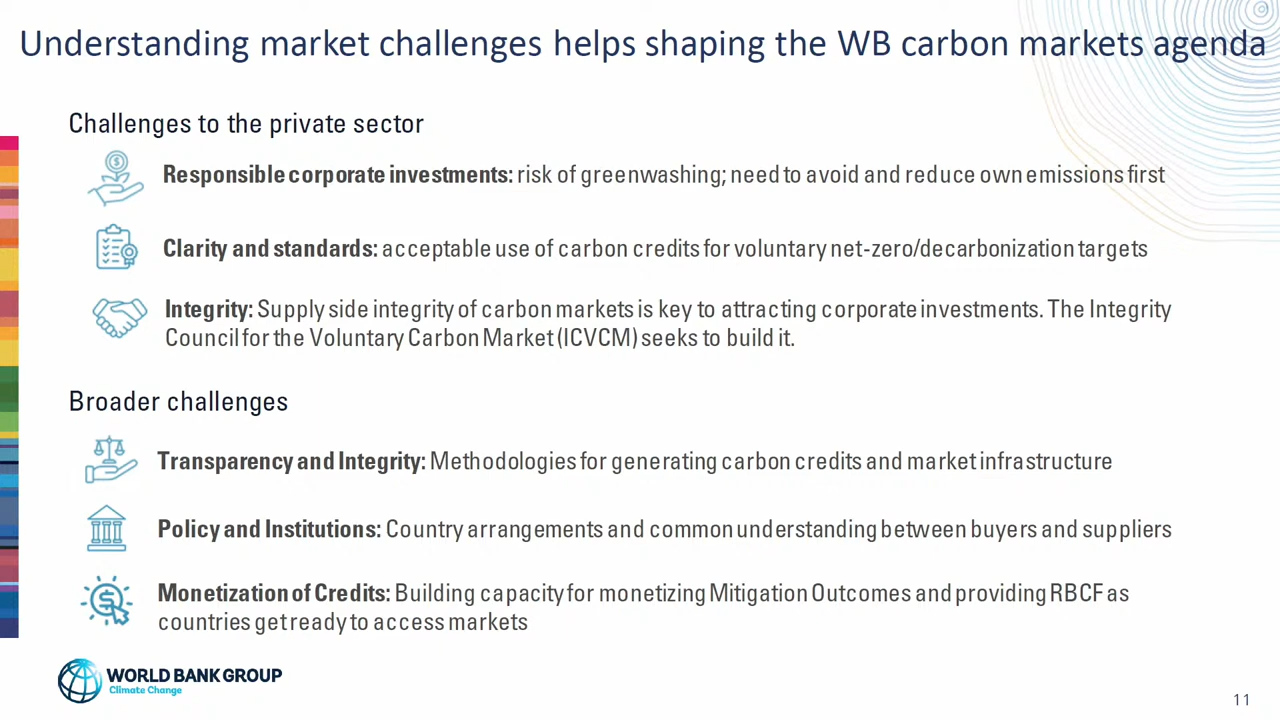 Understanding market challenges helps shaping the WB carbon markets agenda
Challenges to the private sector
Responsible corporate investments: risk of greenwashing; need to avoid and reduce own emissions first
Clarity and standards: acceptable use of carbon credits for voluntary net-zero/decarbonization targets
Integrity: Supply side integrity of carbon markets is key to attracting corporate investments. The Integrity
Council for the Voluntary Carbon Market (ICVCM) seeks to build it.
Broader challenges
Transparency and Integrity: Methodologies for generating carbon credits and market infrastructure
Policy and Institutions: Country arrangements and common understanding between buyers and suppliers
Monetization of Credits: Building capacity for monetizing Mitigation Outcomes and providing RBCF as
countries get ready to access markets
WORLD BANK GROUP
Climate Change
11